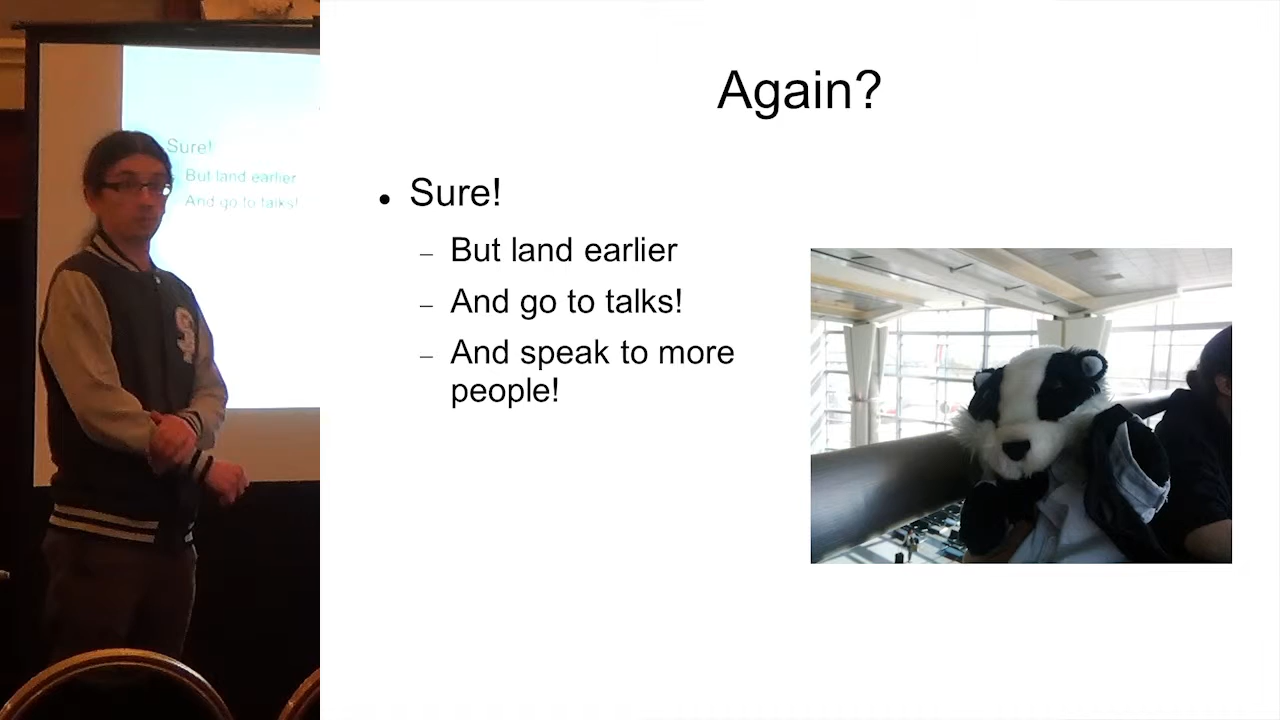 Again?
Sure!
But land earlier
And go to talks!
And speak to more
people!
Sure!
But land earlier
And go to talks!